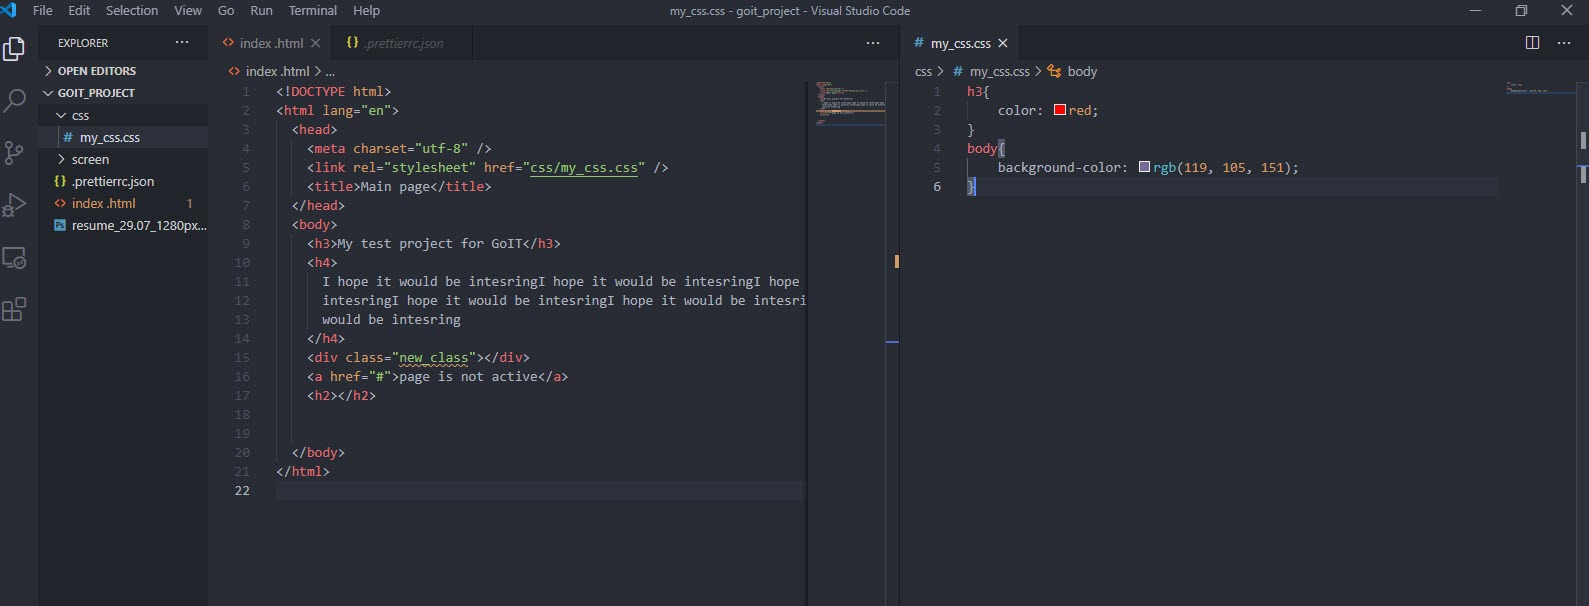 File Edit Selection View Go Run Terminal Help
my_css.css - goit_project - Visual Studio Code
EXPLORER ...
OPEN EDITORS
GOIT_PROJECT
css
# my_css.css
screen
{} .prettierrc.json
<> index .html 1
Ps resume_29.07_1280px...
<> index .html
{} .prettierrc.json
...
<> index .html > ...
1 <!DOCTYPE html>
2 <html lang="en">
3 <head>
4 <meta charset="utf-8" />
5 <link rel="stylesheet" href="css/my_css.css" />
6 <title>Main page</title>
7 </head>
8 <body>
9 <h3>My test project for GoIT</h3>
10 <h4>
11 I hope it would be intesringI hope it would be intesringI hope
12 intesringI hope it would be intesringI hope it would be intesri
13 would be intesring
14 </h4>
15 <div class="new_class"></div>
16 <a href="#">page is not active</a>
17 <h2></h2>
18
19
20 </body>
21 </html>
22
# my_css.css
...
css > # my_css.css > body
1 h3{
2 color: red;
3 }
4 body{
5 background-color: rgb(119, 105, 151);
6 }